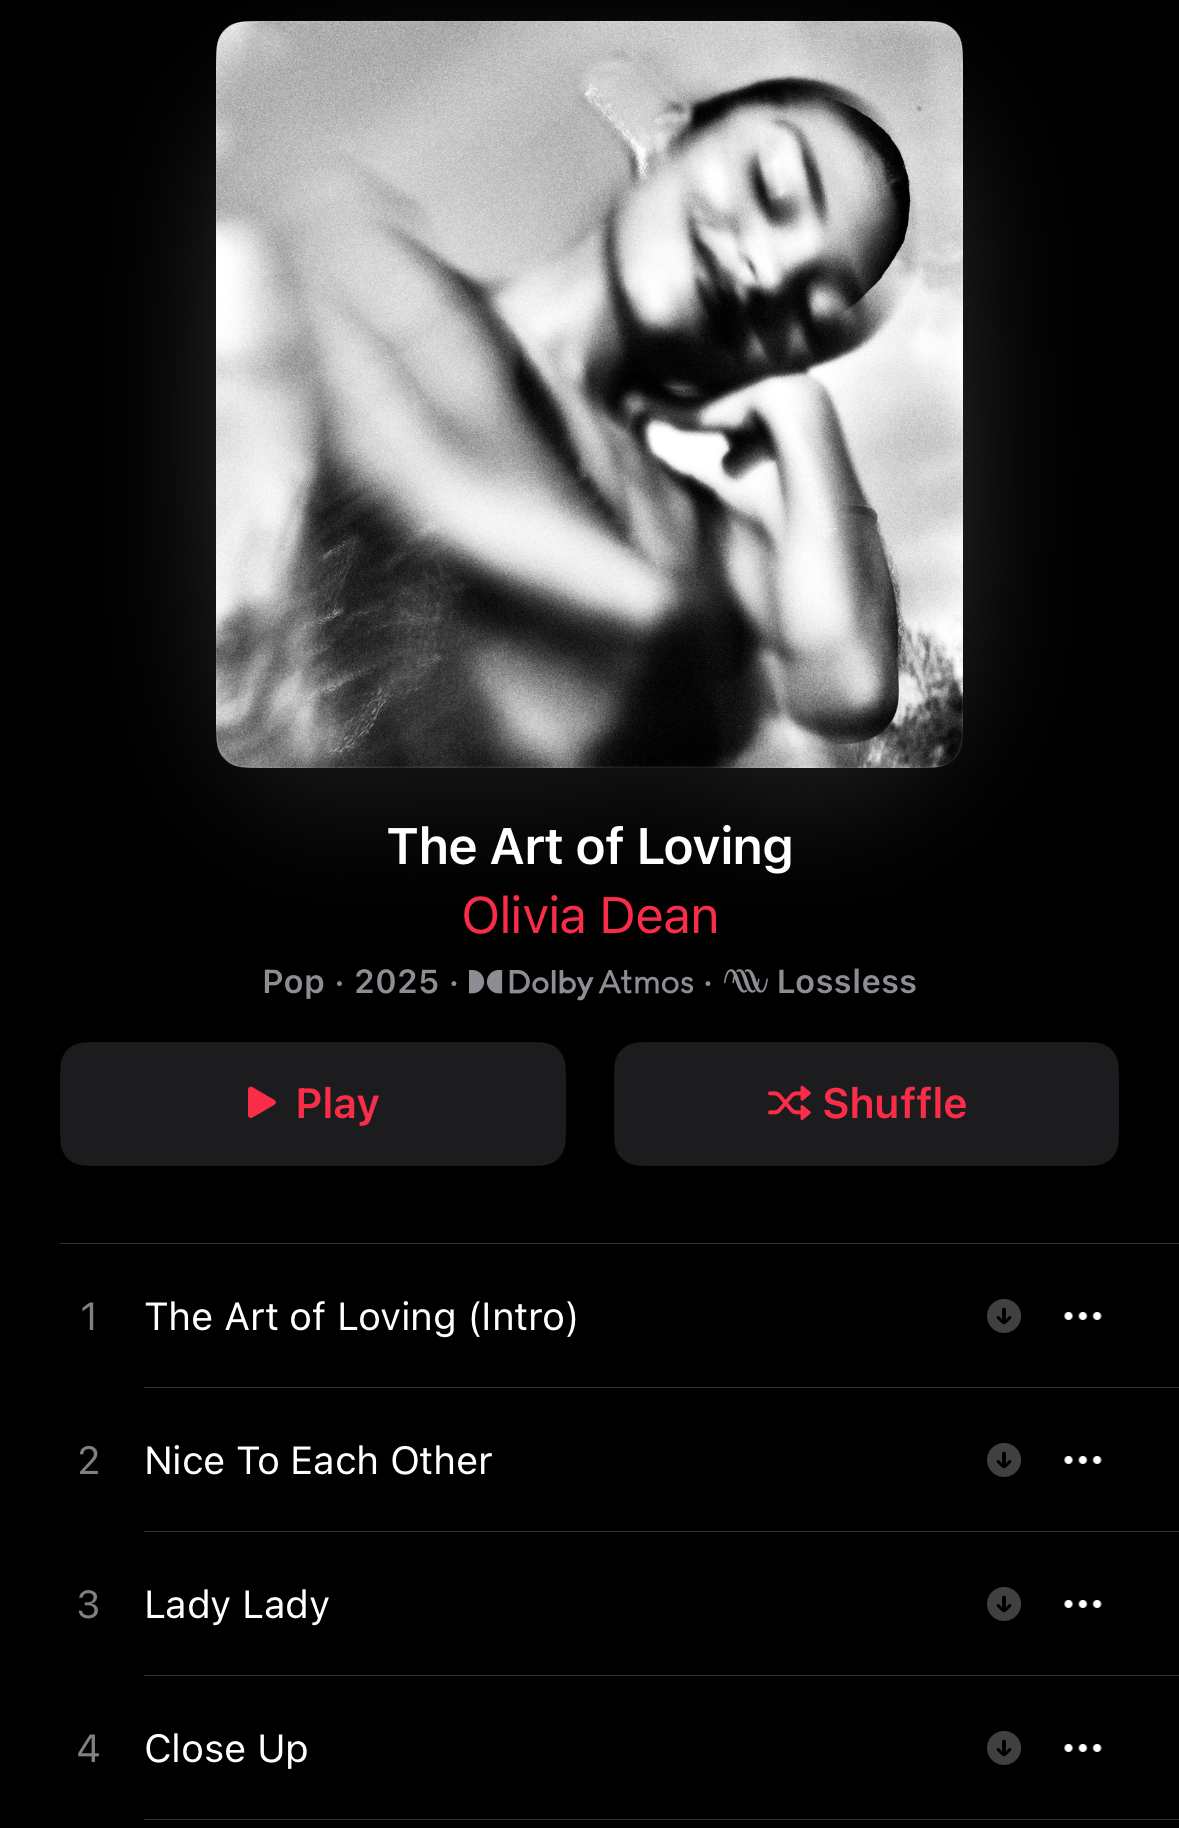 The Art of Loving
Olivia Dean
Pop · 2025 · Dolby Atmos · Lossless
Play
Shuffle
1 The Art of Loving (Intro)
2 Nice To Each Other
3 Lady Lady
4 Close Up